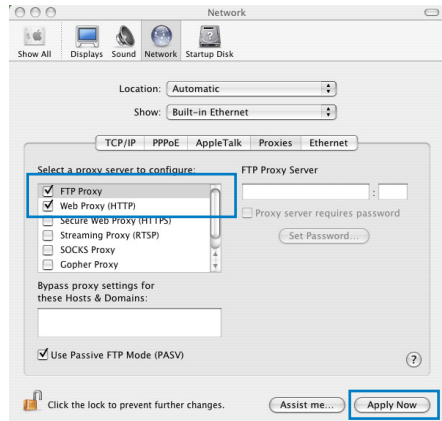 Network
Show All Displays Sound Network Startup Disk
Location: Automatic
Show: Built-in Ethernet
TCP/IP PPPoE AppleTalk Proxies Ethernet
Select a proxy server to configure: FTP Proxy Server
FTP Proxy
Web Proxy (HTTP) :
Secure Web Proxy (HTTPS) Proxy server requires password
Streaming Proxy (RTSP) Set Password...
SOCKS Proxy
Gopher Proxy
Bypass proxy settings for
these Hosts & Domains:
Use Passive FTP Mode (PASV) ?
Click the lock to prevent further changes. Assist me... Apply Now